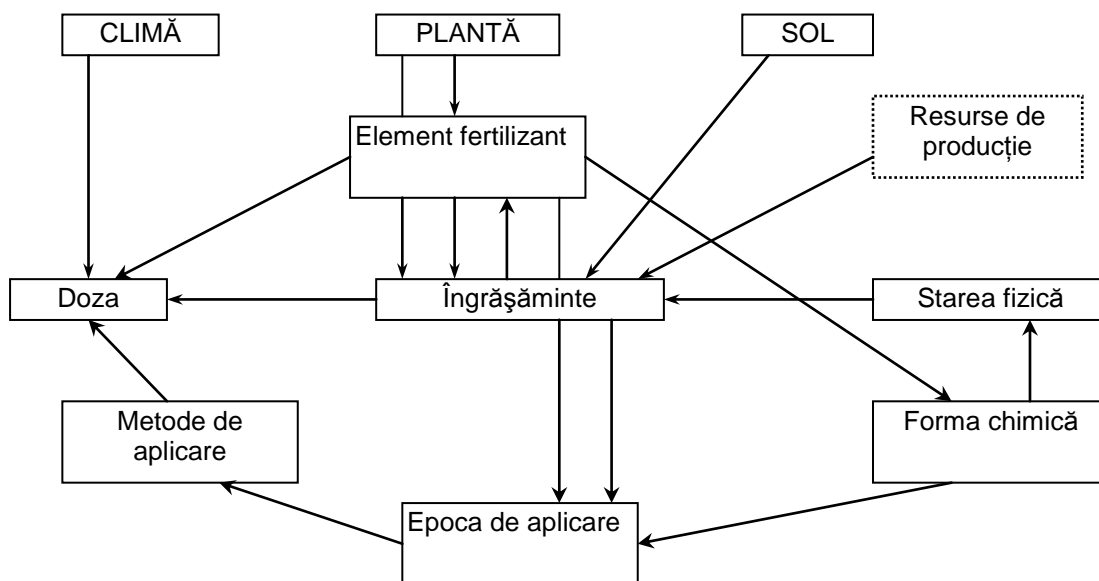 CLIMĂ
PLANTĂ
SOL
Resurse de
producție
Element fertilizant
Doza
Îngrăşăminte
Starea fizică
Metode de
aplicare
Forma chimică
Epoca de aplicare